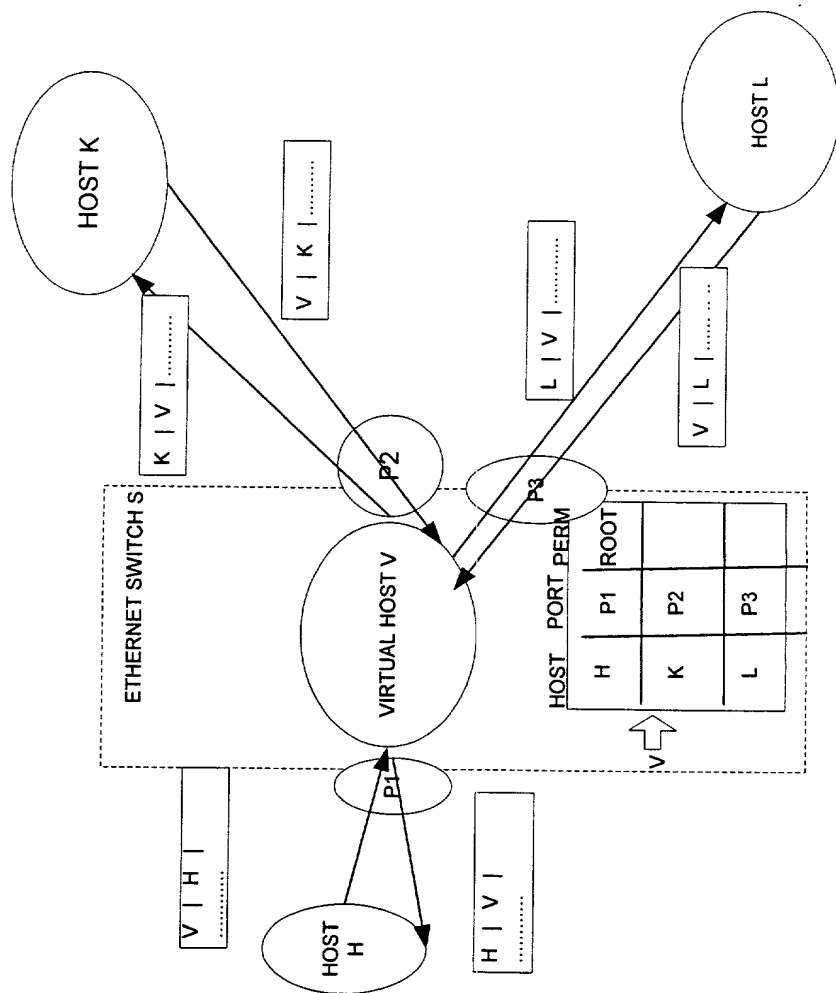 HOST K
HOST L
K | V |............
V | K |............
L | V |............
V | L |...... ....
ETHERNET SWITCH S
P2
P3
VIRTUAL HOST V
P1
V | H |
............
H | V |
............
HOST
H
HOST PORT PERM
H P1 ROOT
K P2
L P3
V